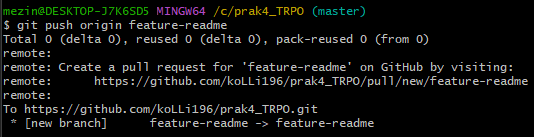 mezin@DESKTOP-J7K6SD5 MINGW64 /c/prak4_TRPO (master)
$ git push origin feature-readme
Total 0 (delta 0), reused 0 (delta 0), pack-reused 0 (from 0)
remote:
remote: Create a pull request for 'feature-readme' on GitHub by visiting:
remote:      https://github.com/koLLi196/prak4_TRPO/pull/new/feature-readme
remote:
To https://github.com/koLLi196/prak4_TRPO.git
 * [new branch]      feature-readme -> feature-readme